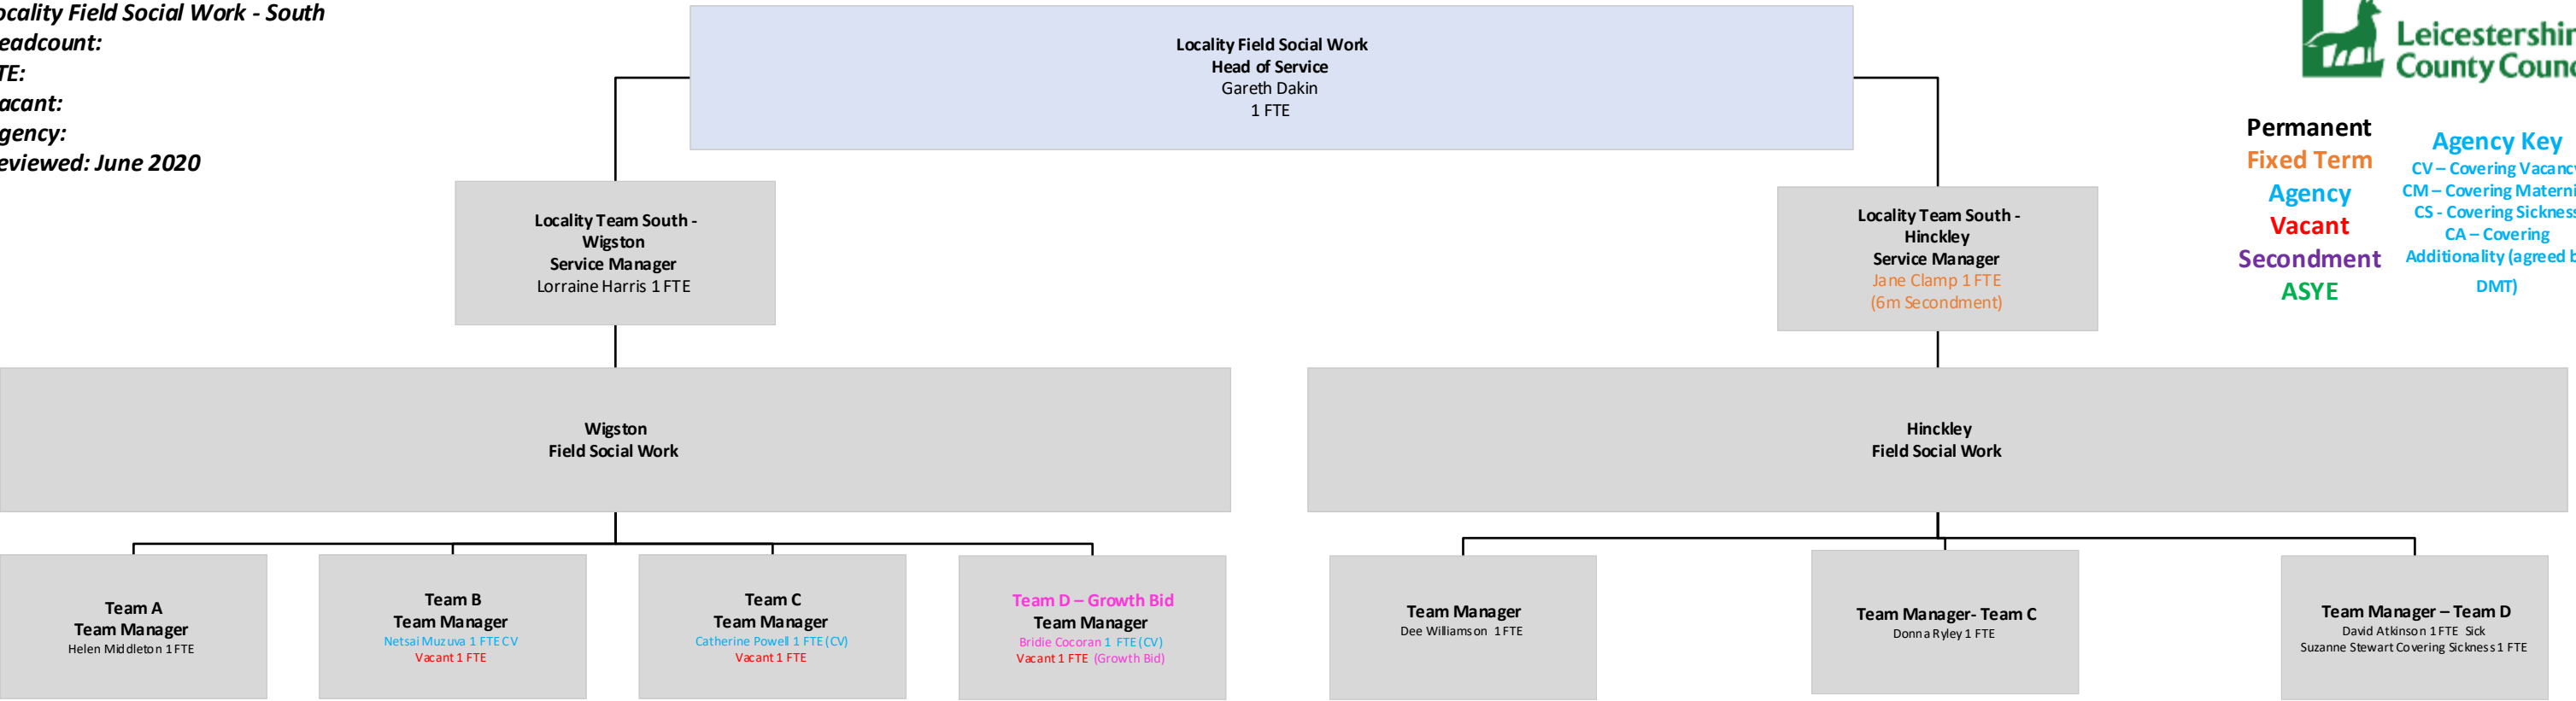 ocality Field Social Work - South
eadcount:
TE:
acant:
gency:
eviewed: June 2020
Locality Field Social Work
Head of Service
Gareth Dakin
1 FTE
Leicestershir
County Counc
Permanent
Fixed Term
Agency
Vacant
Secondment
ASYE
Agency Key
CV – Covering Vacancy
CM – Covering Materni
CS - Covering Sickness
CA – Covering
Additionality (agreed b
DMT)
Locality Team South -
Wigston
Service Manager
Lorraine Harris 1 FTE
Locality Team South -
Hinckley
Service Manager
Jane Clamp 1 FTE
(6m Secondment)
Wigston
Field Social Work
Hinckley
Field Social Work
Team A
Team Manager
Helen Middleton 1 FTE
Team B
Team Manager
Netsai Muzuva 1 FTE CV
Vacant 1 FTE
Team C
Team Manager
Catherine Powell 1 FTE (CV)
Vacant 1 FTE
Team D – Growth Bid
Team Manager
Bridie Cocoran 1 FTE (CV)
Vacant 1 FTE (Growth Bid)
Team Manager
Dee Williamson 1 FTE
Team Manager- Team C
Donna Ryley 1 FTE
Team Manager – Team D
David Atkinson 1 FTE Sick
Suzanne Stewart Covering Sickness 1 FTE